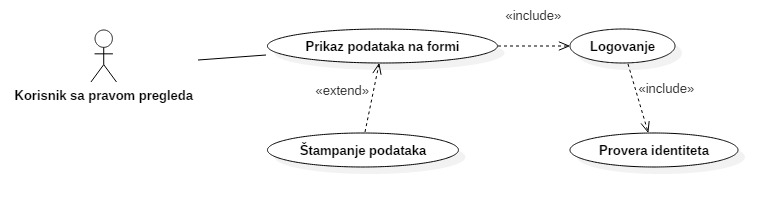 «include»
Prikaz podataka na formi
Logovanje
«extend»
«include»
Korisnik sa pravom pregleda
Štampanje podataka
Provera identiteta